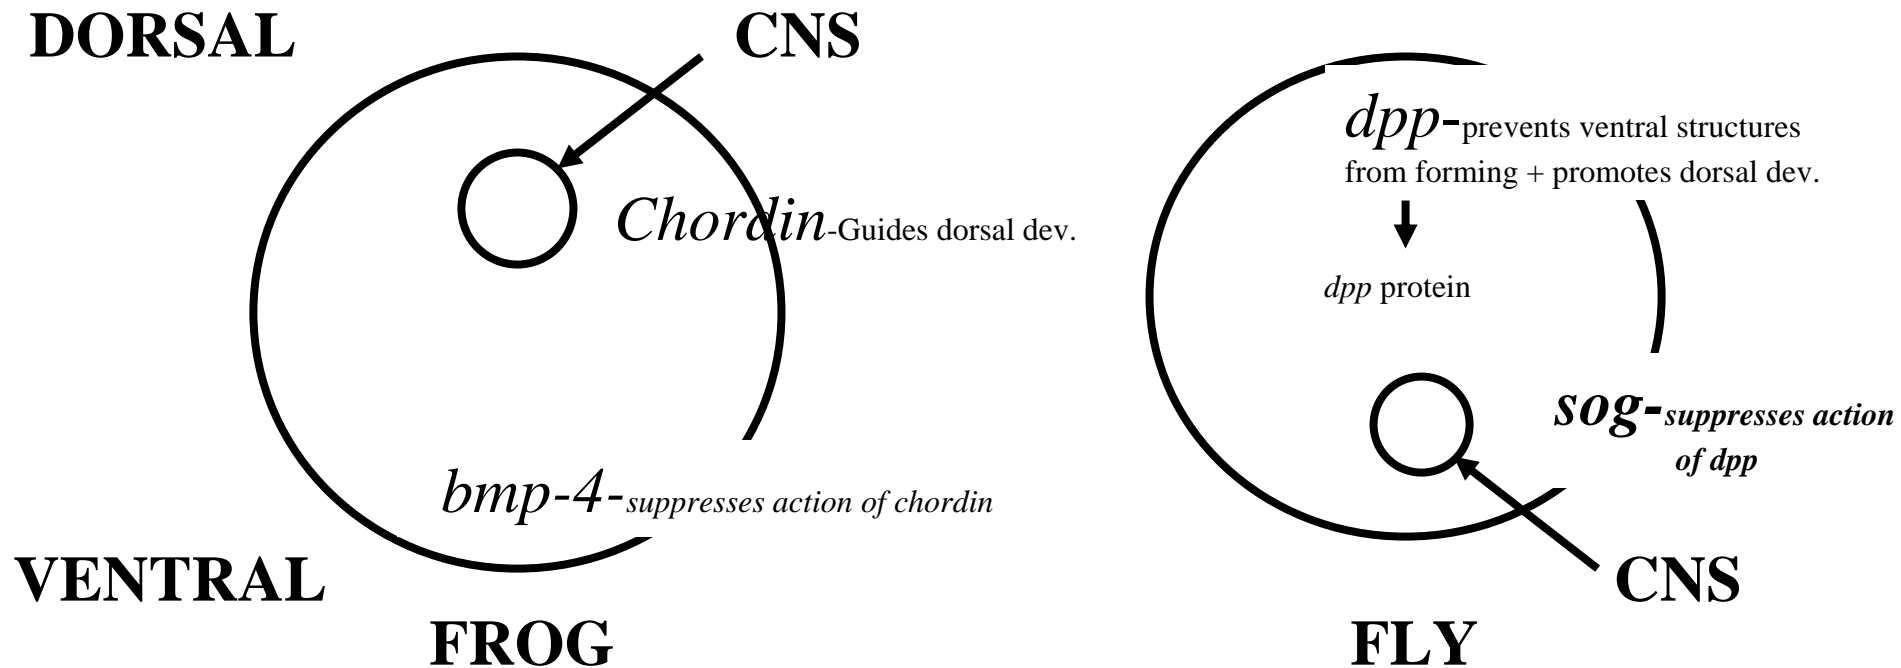 DORSAL
CNS
Chordin-Guides dorsal dev.
bmp-4-suppresses action of chordin
VENTRAL
FROG
dpp-prevents ventral structures
from forming + promotes dorsal dev.
dpp protein
sog-suppresses action
of dpp
CNS
FLY